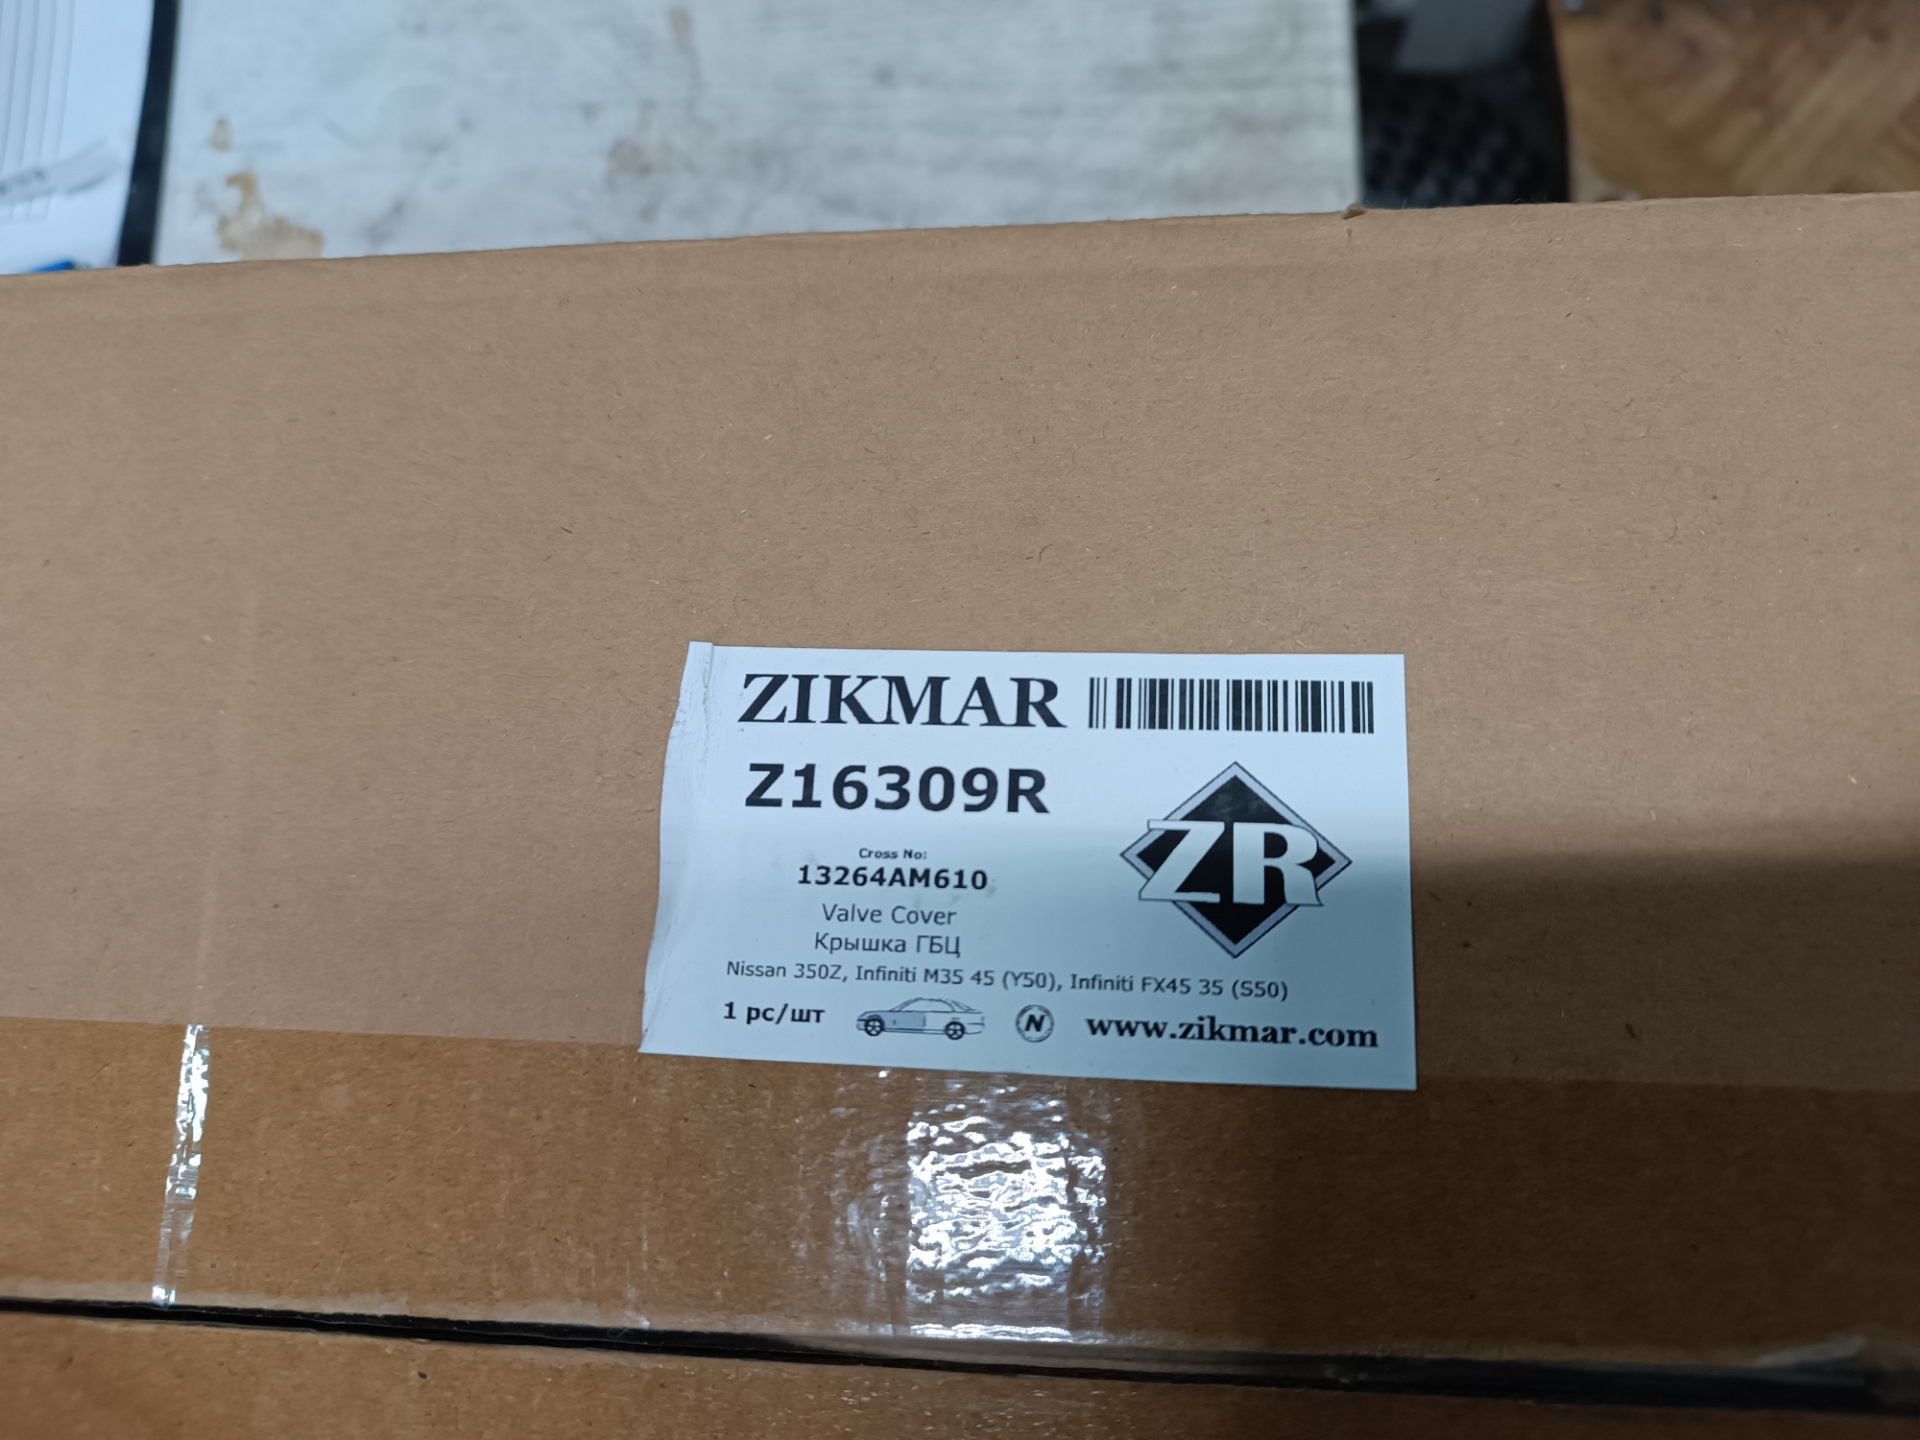 ZIKMAR
Z16309R
ZR
Cross No:
13264AM610
Valve Cover
Крышка ГБЦ
Nissan 350Z, Infiniti M35 45 (Y50), Infiniti FX45 35 (S50)
1 pc/шт N www.zikmar.com